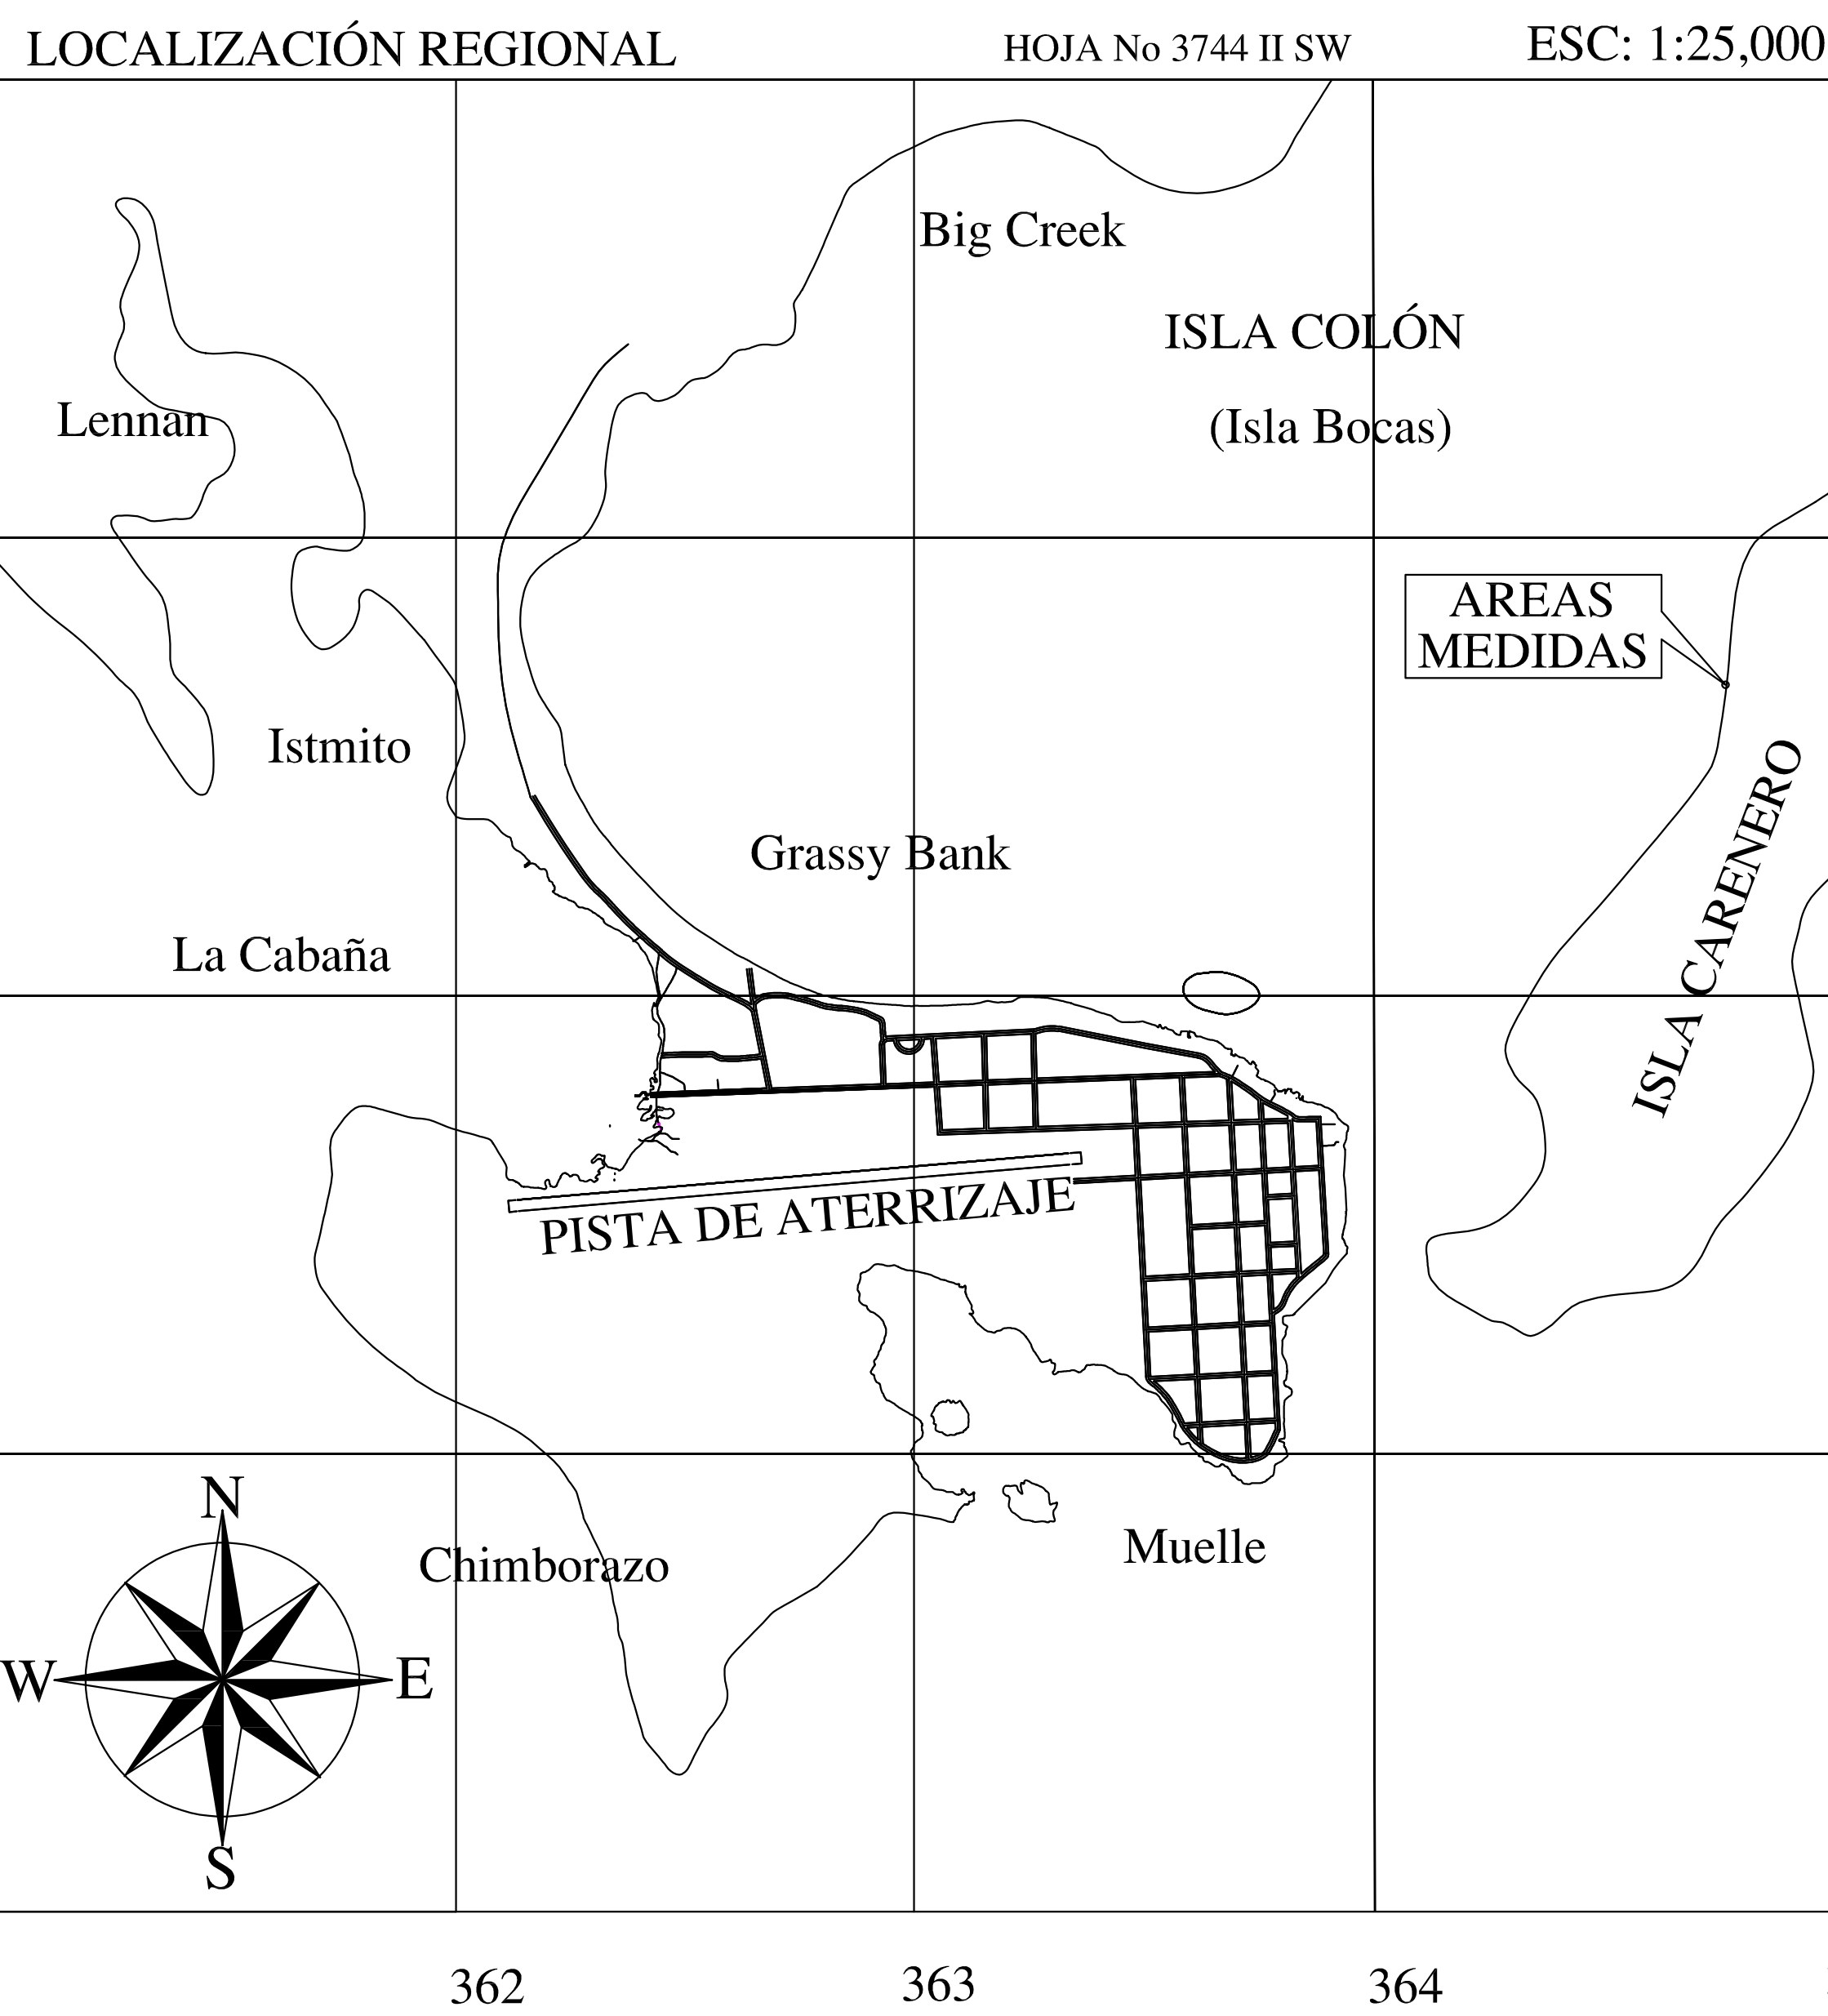 LOCALIZACIÓN REGIONAL
HOJA No 3744 II SW
ESC: 1:25,000
Big Creek
ISLA COLÓN
(Isla Bocas)
Lennan
AREAS
MEDIDAS
Istmito
Grassy Bank
ISLA CARENERO
La Cabaña
PISTA DE ATERRIZAJE
N
Muelle
Chimborazo
W
E
S
362
363
364